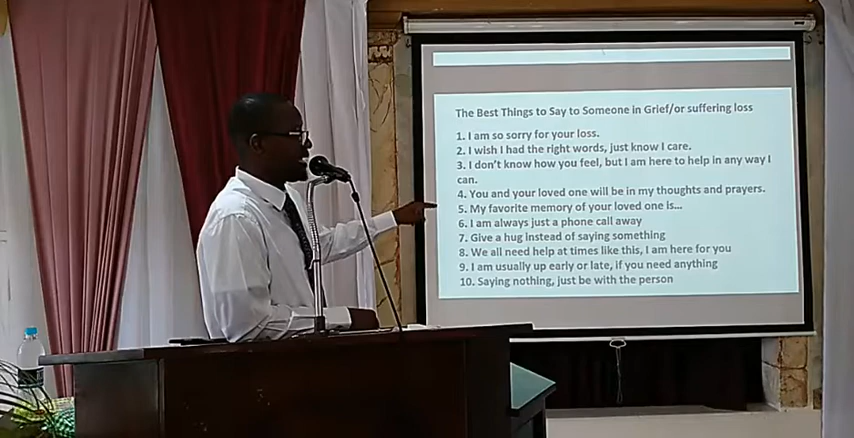 The Best Things to Say to Someone in Grief/or suffering loss
1. I am so sorry for your loss.
2. I wish I had the right words, just know I care.
3. I don't know how you feel, but I am here to help in any way I
can.
4. You and your loved one will be in my thoughts and prayers.
5. My favorite memory of your loved one is...
6. I am always just a phone call away
7. Give a hug instead of saying something
8. We all need help at times like this, I am here for you
9. I am usually up early or late, if you need anything
10. Saying nothing, just be with the person